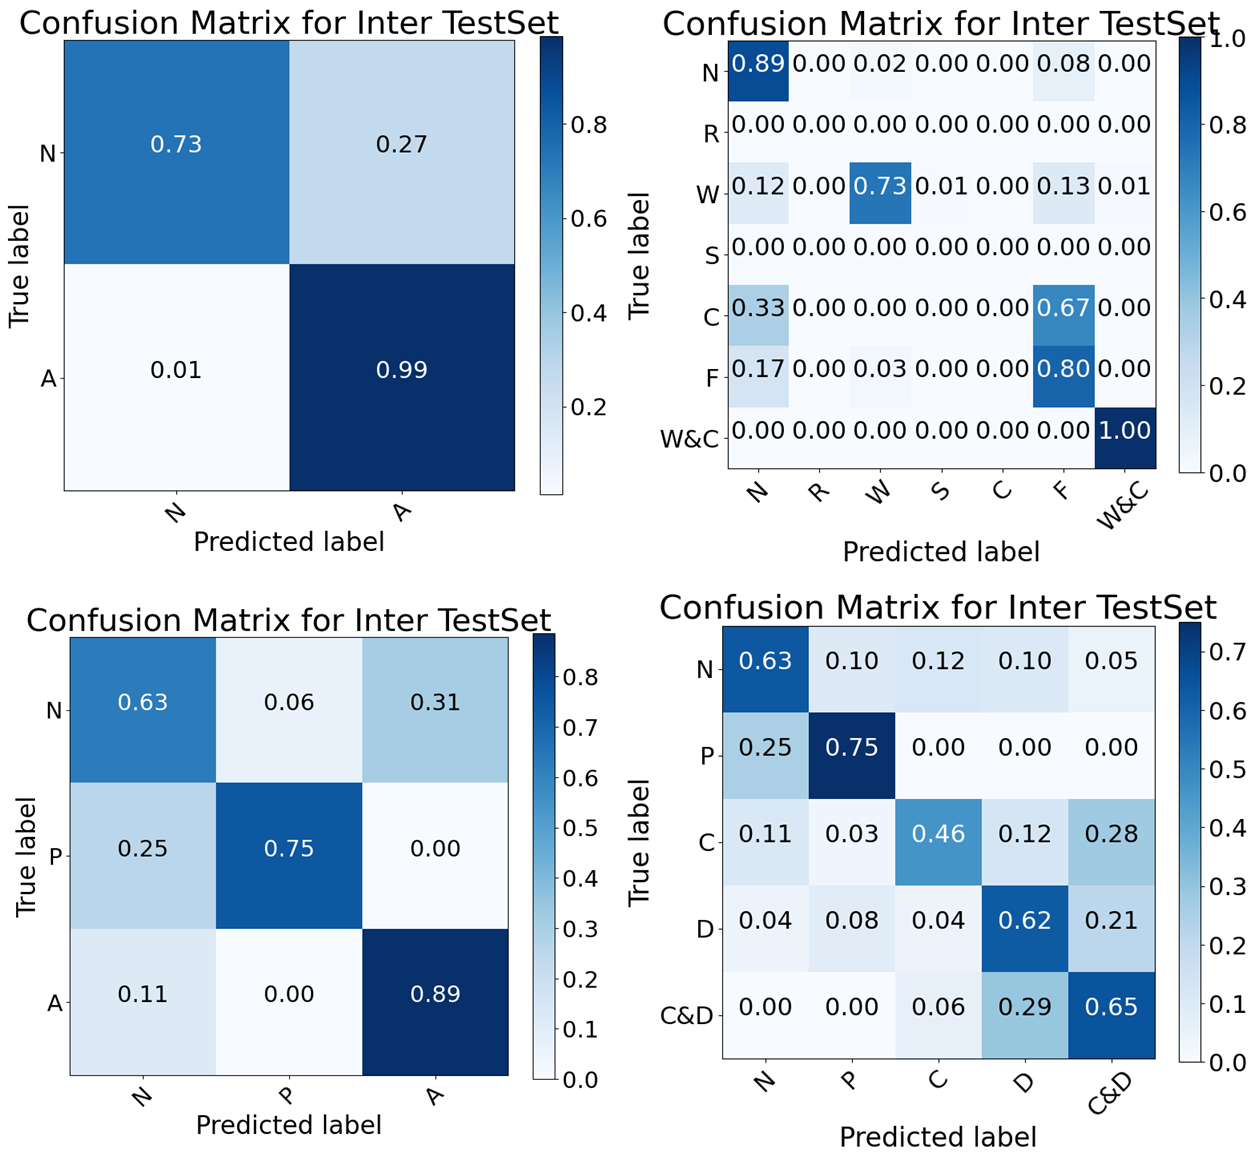 Confusion Matrix for Inter TestSet
True label
N 0.73 0.27
A 0.01 0.99
N A
Predicted label
0.8
0.6
0.4
0.2
Confusion Matrix for Inter TestSet
True label
N 0.89 0.00 0.02 0.00 0.00 0.08 0.00
R 0.00 0.00 0.00 0.00 0.00 0.00 0.00
W 0.12 0.00 0.73 0.01 0.00 0.13 0.01
S 0.00 0.00 0.00 0.00 0.00 0.00 0.00
C 0.33 0.00 0.00 0.00 0.00 0.67 0.00
F 0.17 0.00 0.03 0.00 0.00 0.80 0.00
W&C 0.00 0.00 0.00 0.00 0.00 0.00 1.00
N R W S C F W&C
Predicted label
1.0
0.8
0.6
0.4
0.2
0.0
Confusion Matrix for Inter TestSet
True label
N 0.63 0.06 0.31
P 0.25 0.75 0.00
A 0.11 0.00 0.89
N P A
Predicted label
0.8
0.7
0.6
0.5
0.4
0.3
0.2
0.1
0.0
Confusion Matrix for Inter TestSet
True label
N 0.63 0.10 0.12 0.10 0.05
P 0.25 0.75 0.00 0.00 0.00
C 0.11 0.03 0.46 0.12 0.28
D 0.04 0.08 0.04 0.62 0.21
C&D 0.00 0.00 0.06 0.29 0.65
N P C D C&D
Predicted label
0.7
0.6
0.5
0.4
0.3
0.2
0.1
0.0